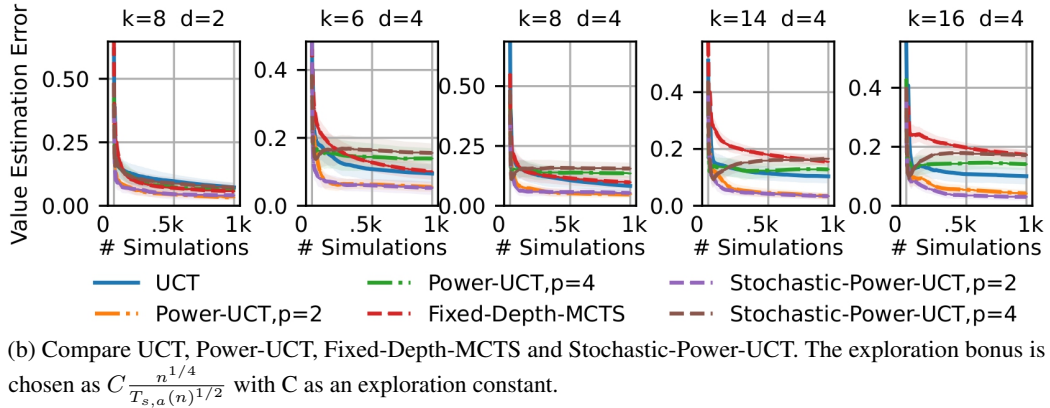 k=8 d=2 k=6 d=4 k=8 d=4 k=14 d=4 k=16 d=4
Value Estimation Error
0.50 0.4 0.50 0.4 0.4
0.25 0.2 0.25 0.2 0.2
0.00 0.0 0.00 0.0 0.0
0 .5k 1k 0 .5k 1k 0 .5k 1k 0 .5k 1k 0 .5k 1k
# Simulations # Simulations # Simulations # Simulations # Simulations
UCT Power-UCT,p=4 Stochastic-Power-UCT,p=2
Power-UCT,p=2 Fixed-Depth-MCTS Stochastic-Power-UCT,p=4
(b) Compare UCT, Power-UCT, Fixed-Depth-MCTS and Stochastic-Power-UCT. The exploration bonus is
chosen as $C\frac{n^{1/4}}{T_{s,a}(n)^{1/2}}$ with C as an exploration constant.